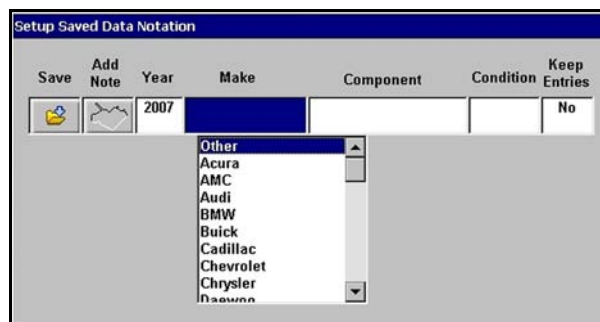 Setup Saved Data Notation
Save Add Note Year Make Component Condition Keep Entries
2007 No
Other
Acura
AMC
Audi
BMW
Buick
Cadillac
Chevrolet
Chrysler
Daewoo